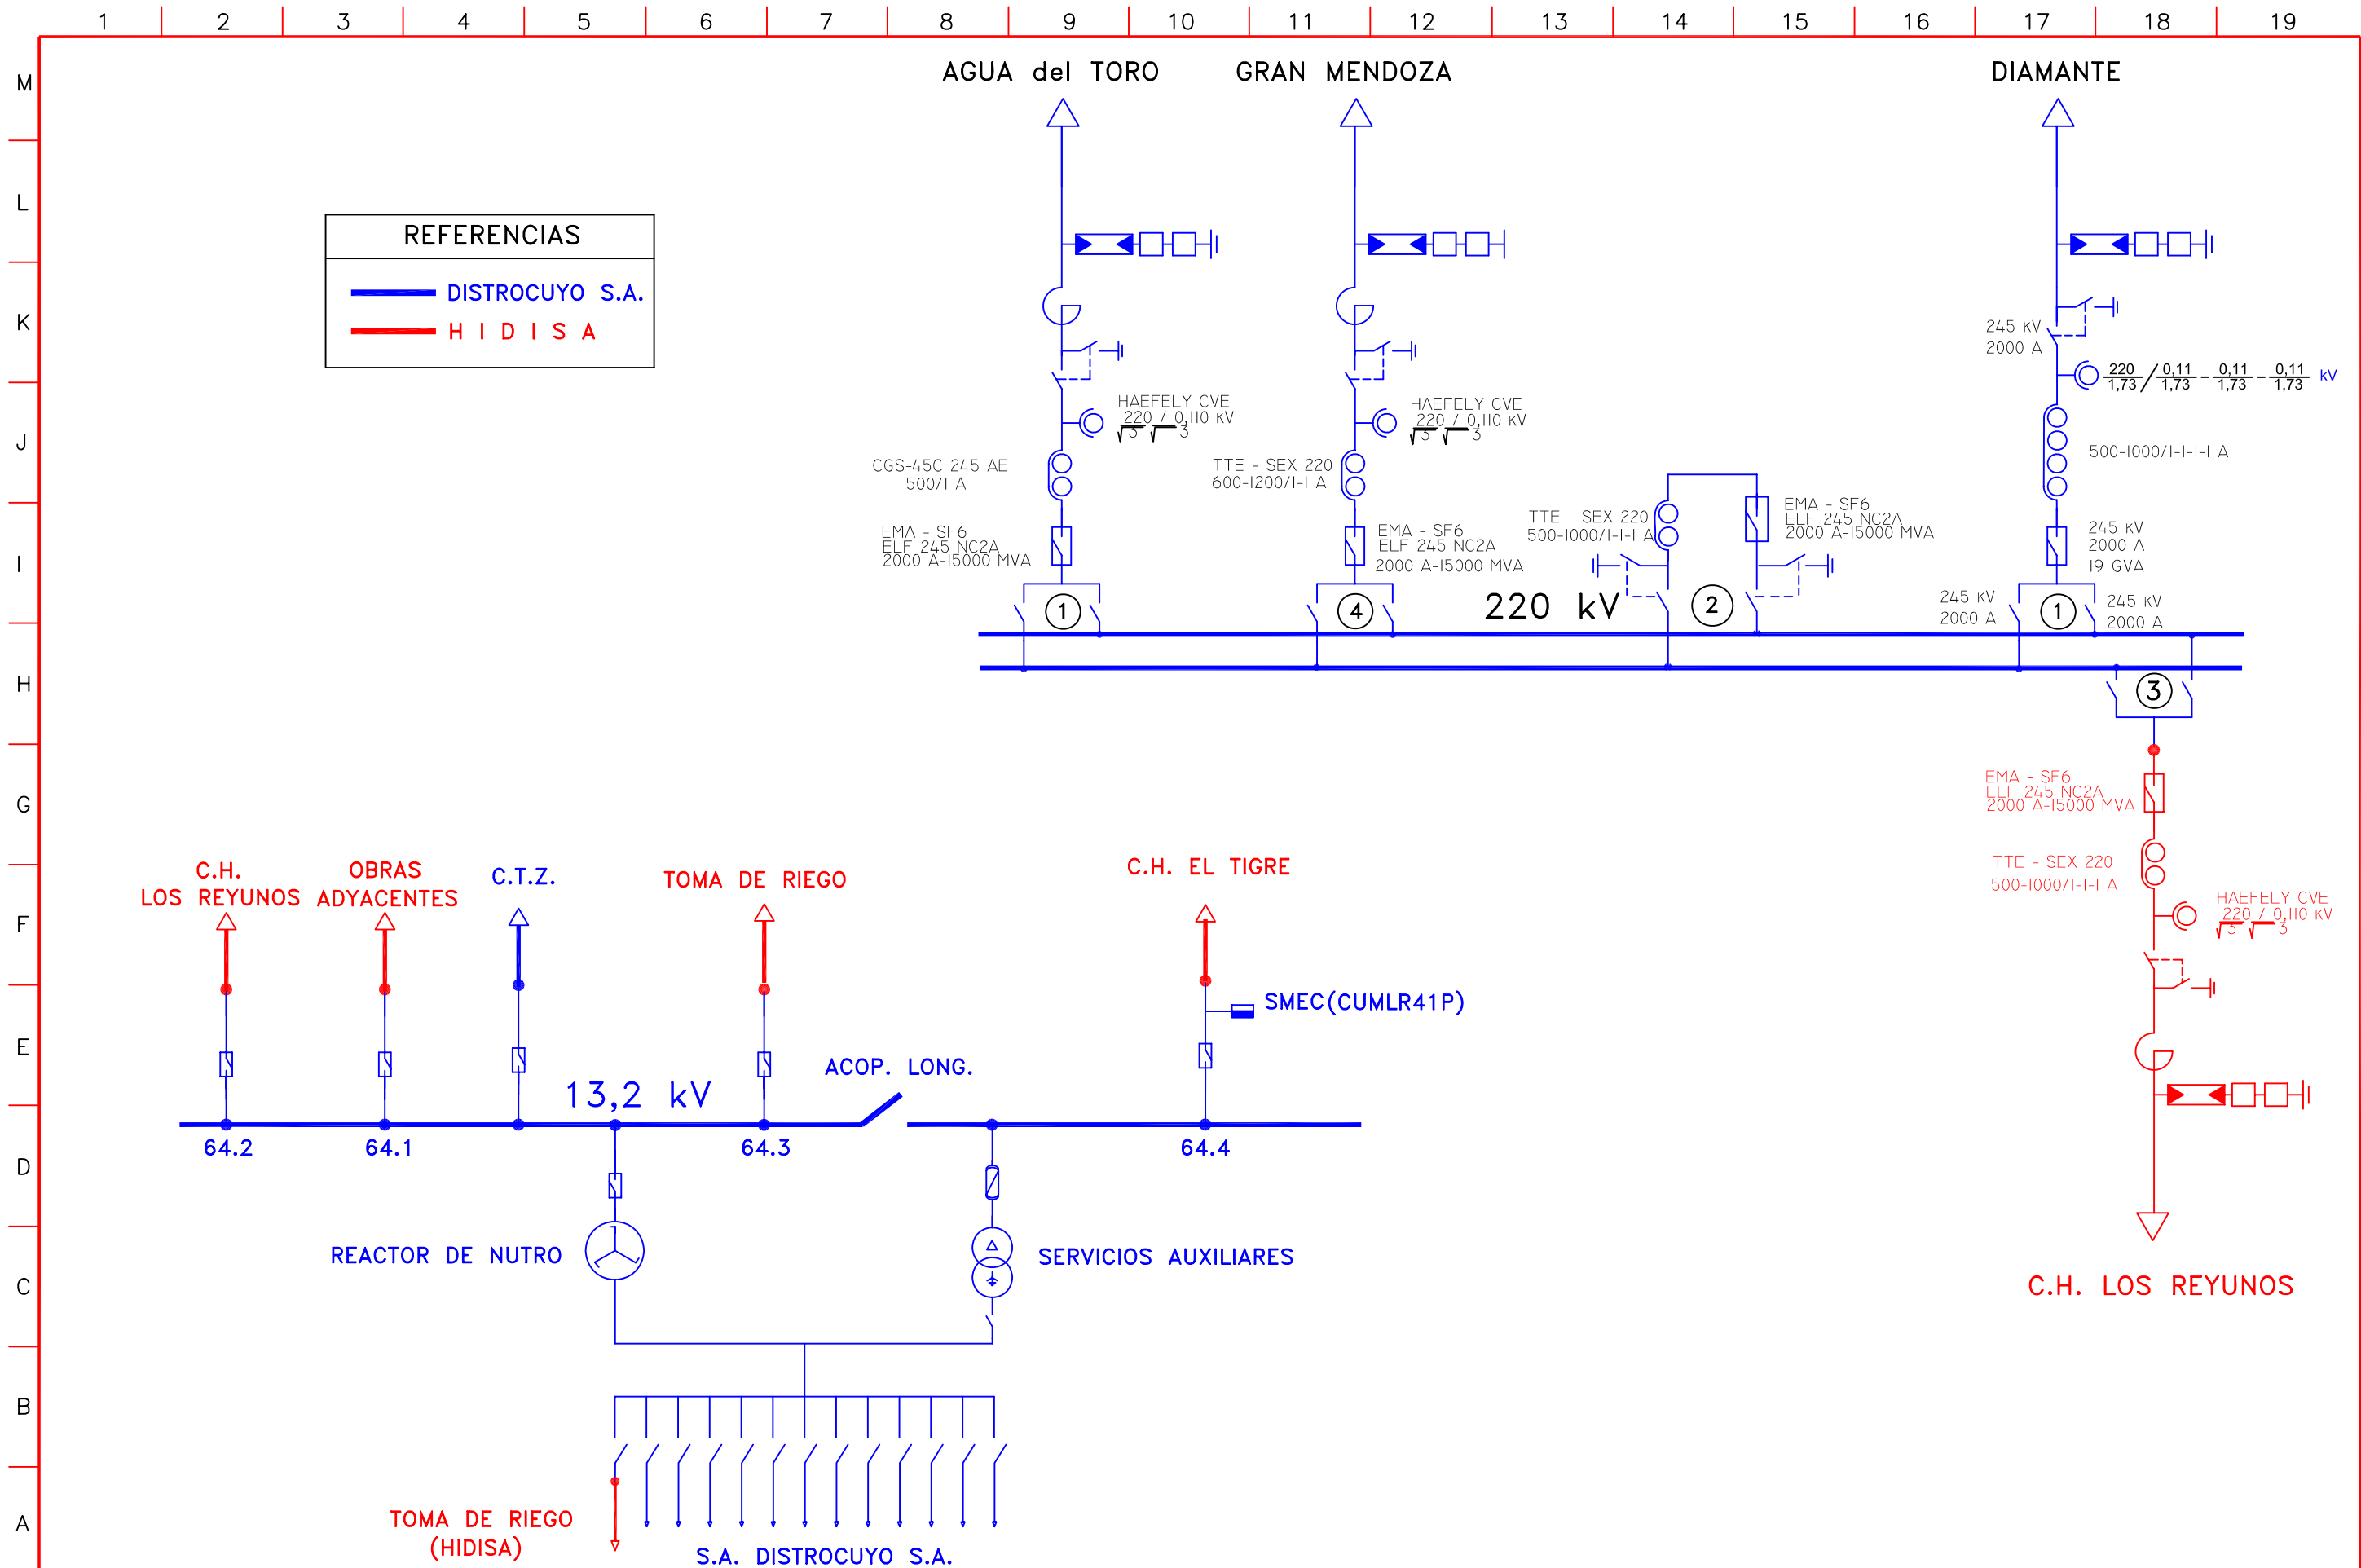 1 2 3 4 5 6 7 8 9 10 11 12 13 14 15 16 17 18 19
M
L
K
J
I
H
G
F
E
D
C
B
A
AGUA del TORO
GRAN MENDOZA
DIAMANTE
REFERENCIAS
DISTROCUYO S.A.
H I D I S A
HAEFELY CVE
220 / 0,110 KV
√3 √3
CGS-45C 245 AE
500/1 A
EMA - SF6
ELF 245 NC2A
2000 A-15000 MVA
1
HAEFELY CVE
220 / 0,110 KV
√3 √3
TTE - SEX 220
600-1200/1-1 A
EMA - SF6
ELF 245 NC2A
2000 A-15000 MVA
4
220 kV
TTE - SEX 220
500-1000/1-1-1 A
EMA - SF6
ELF 245 NC2A
2000 A-15000 MVA
2
245 KV
2000 A
220/1,73 / 0,11/1,73 - 0,11/1,73 - 0,11/1,73 kV
500-1000/1-1-1-1 A
245 KV
2000 A
19 GVA
245 KV
2000 A
1
245 KV
2000 A
3
EMA - SF6
ELF 245 NC2A
2000 A-15000 MVA
TTE - SEX 220
500-1000/1-1-1 A
HAEFELY CVE
220 / 0,110 KV
√3 √3
C.H. LOS REYUNOS
C.H.
LOS REYUNOS
OBRAS
ADYACENTES
C.T.Z.
TOMA DE RIEGO
C.H. EL TIGRE
SMEC(CUMLR41P)
ACOP. LONG.
13,2 kV
64.2
64.1
64.3
64.4
REACTOR DE NUTRO
SERVICIOS AUXILIARES
TOMA DE RIEGO
(HIDISA)
S.A. DISTROCUYO S.A.